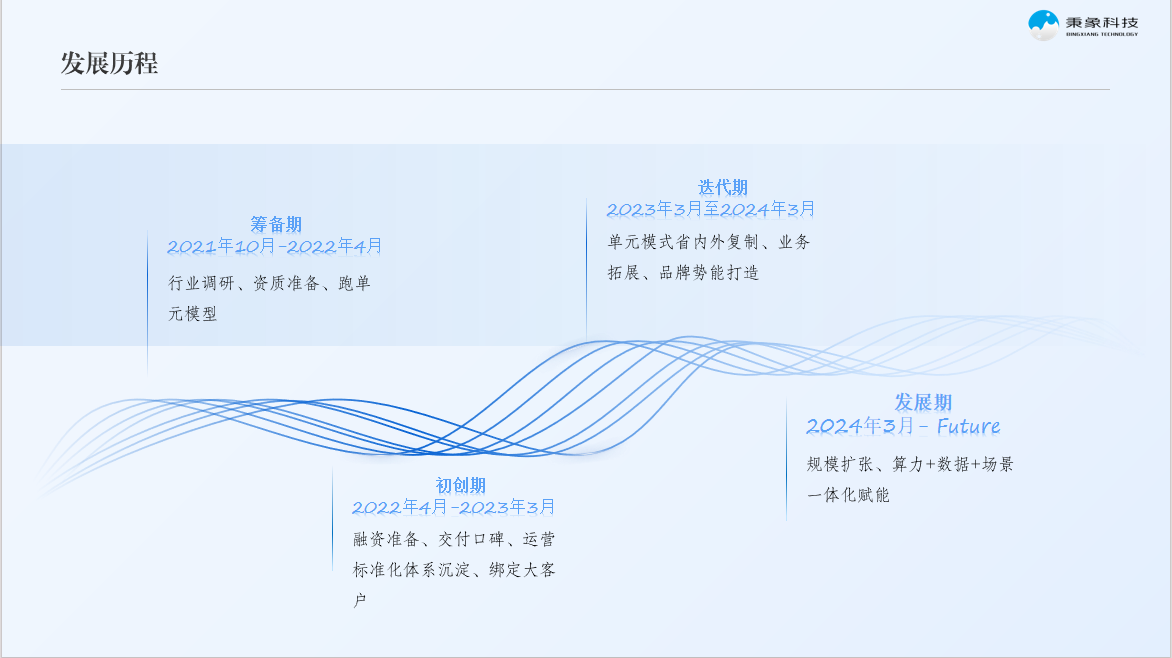 秉象科技
BINGXIANG TECHNOLOGY
发展历程
筹备期
2021年10月-2022年4月
行业调研、资质准备、跑单
元模型
初创期
2022年4月-2023年3月
融资准备、交付口碑、运营
标准化体系沉淀、绑定大客
户
迭代期
2023年3月至2024年3月
单元模式省内外复制、业务
拓展、品牌势能打造
发展期
2024年3月- Future
规模扩张、算力+数据+场景
一体化赋能